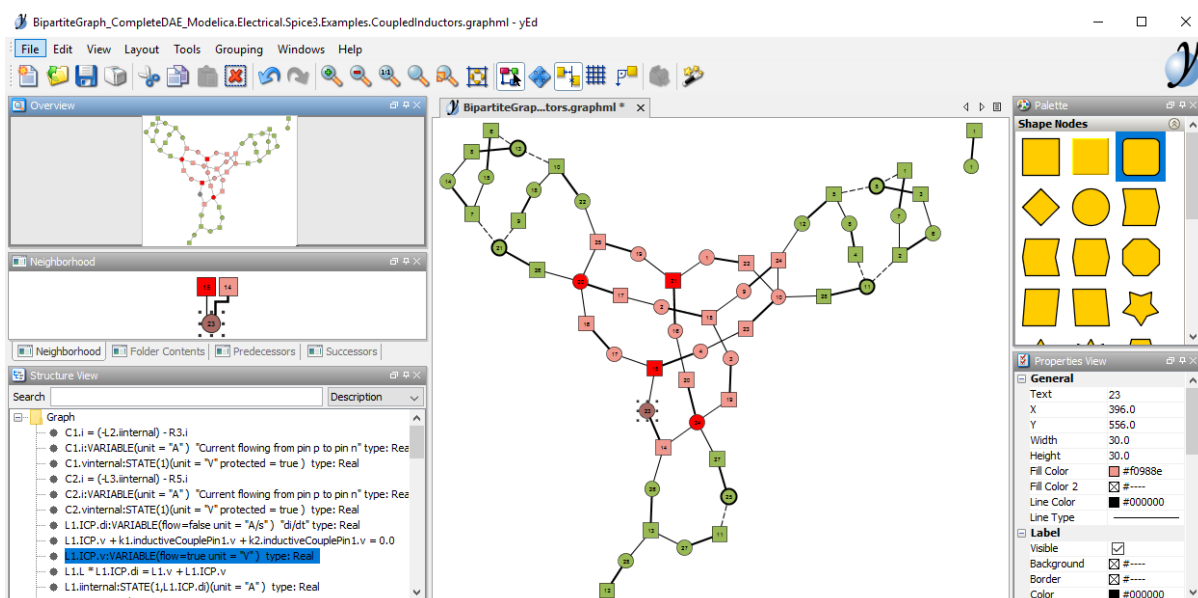 BipartiteGraph_CompleteDAE_Modelica.Electrical.Spice3.Examples.CoupledInductors.graphml - yEd
File Edit View Layout Tools Grouping Windows Help
Overview
BipartiteGrap...tors.graphml *
Palette
Shape Nodes
Neighborhood
15 14
23
Neighborhood Folder Contents Predecessors Successors
Structure View
Search Description
Graph
C1.i = (-L2.iinternal) - R3.i
C1.i:VARIABLE(unit = "A" ) "Current flowing from pin p to pin n" type: Rea
C1.vinternal:STATE(1)(unit = "V" protected = true ) type: Real
C2.i = (-L3.iinternal) - R5.i
C2.i:VARIABLE(unit = "A" ) "Current flowing from pin p to pin n" type: Rea
C2.vinternal:STATE(1)(unit = "V" protected = true ) type: Real
L1.ICP.di:VARIABLE(flow=false unit = "A/s" ) "di/dt" type: Real
L1.ICP.v + k1.inductiveCouplePin1.v + k2.inductiveCouplePin1.v = 0.0
L1.ICP.v:VARIABLE(flow=true unit = "V" ) type: Real
L1.L * L1.ICP.di = L1.v + L1.ICP.v
L1.iinternal:STATE(1,L1.ICP.di)(unit = "A" ) type: Real
Properties View
General
Text 23
X 396.0
Y 556.0
Width 30.0
Height 30.0
Fill Color #f0988e
Fill Color 2 #----
Line Color #000000
Line Type
Label
Visible
Background #----
Border #----
Color #000000